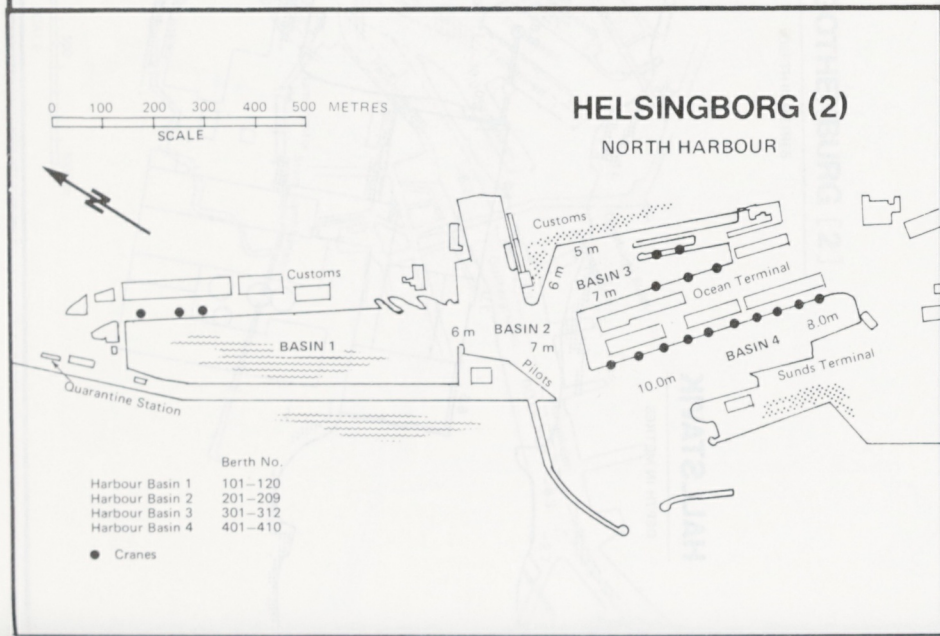 0 100 200 300 400 500 METRES
SCALE
HELSINGBORG (2)
NORTH HARBOUR
N
Customs
5 m
6 m
BASIN 3
7 m
Ocean Terminal
Customs
6 m
BASIN 2
7 m
BASIN 1
BASIN 4
8.0m
10.0m
Pilots
Sunds Terminal
Quarantine Station
Berth No.
Harbour Basin 1 101–120
Harbour Basin 2 201–209
Harbour Basin 3 301–312
Harbour Basin 4 401–410
Cranes
HALLSTAVIK